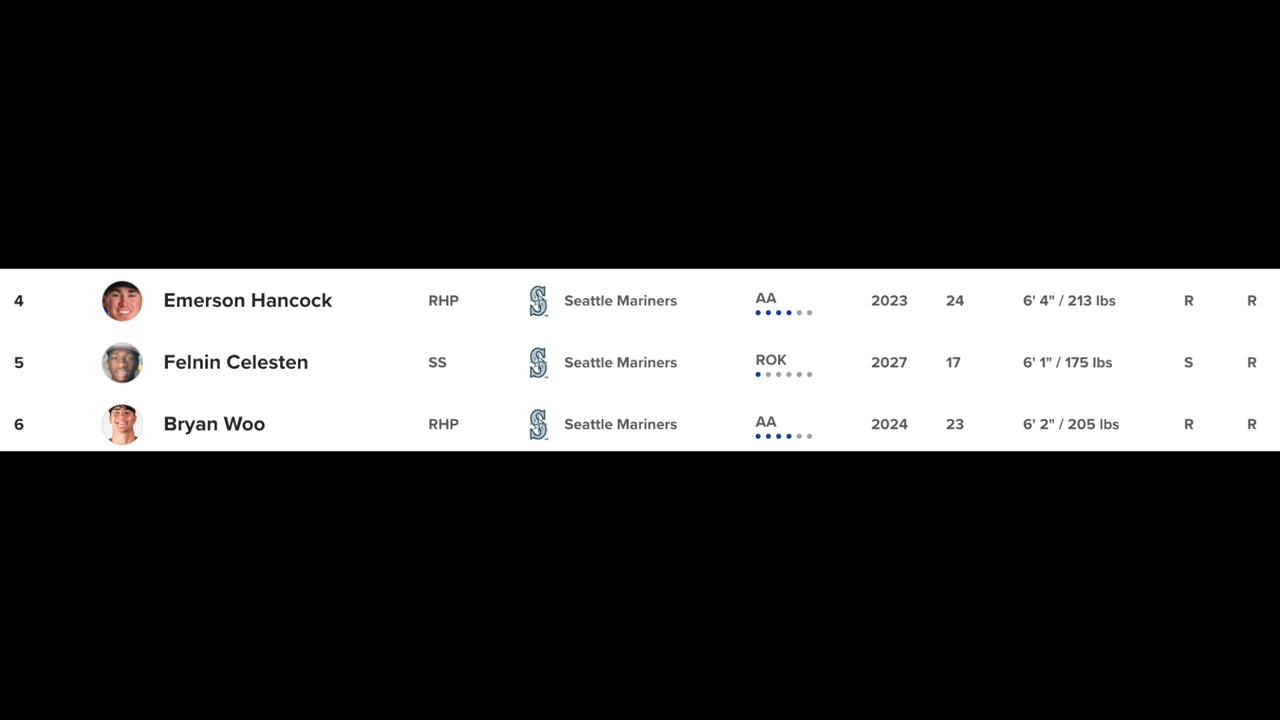 4 Emerson Hancock RHP Seattle Mariners AA 2023 24 6' 4" / 213 lbs R R
5 Felnin Celesten SS Seattle Mariners ROK 2027 17 6' 1" / 175 lbs S R
6 Bryan Woo RHP Seattle Mariners AA 2024 23 6' 2" / 205 lbs R R